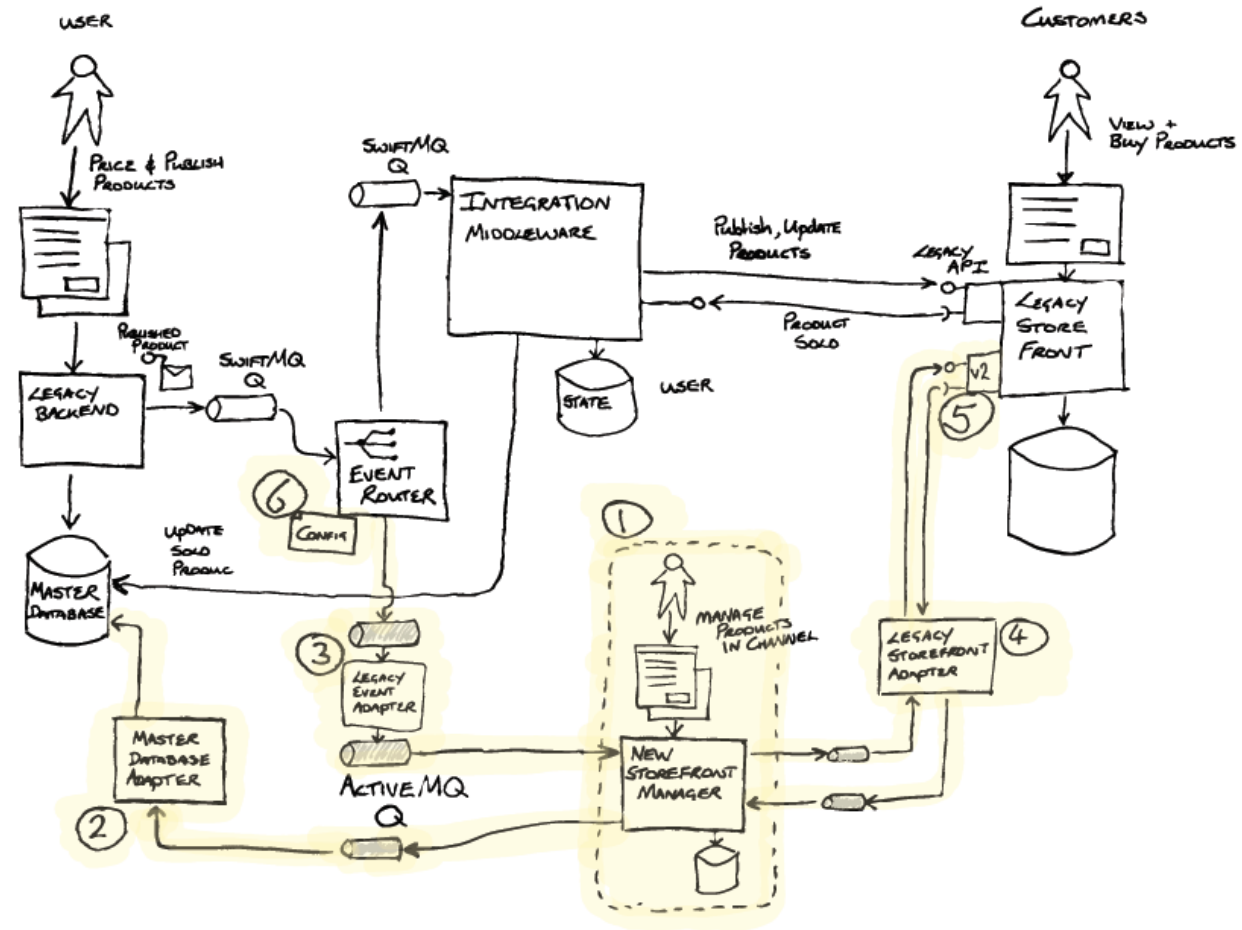 USER
CUSTOMERS
PRICE & PUBLISH
PRODUCTS
SWIFTMQ
Q
INTEGRATION
MIDDLEWARE
VIEW +
BUY PRODUCTS
Publish, Update
PRODUCTS
LEGACY
API
PRODUCT
SOLD
LEGACY
STORE
FRONT
PUBLISHED
PRODUCT
SWIFTMQ
Q
LEGACY
BACKEND
STATE
USER
V2
5
EVENT
ROUTER
6
CONFIG
UPDATE
SOLD
PRODUC
MASTER
DATABASE
1
MANAGE
PRODUCTS
IN CHANNEL
3
LEGACY
EVENT
ADAPTER
LEGACY
STOREFRONT
ADAPTER
4
MASTER
DATABASE
ADAPTER
2
ACTIVEMQ
Q
NEW
STOREFRONT
MANAGER